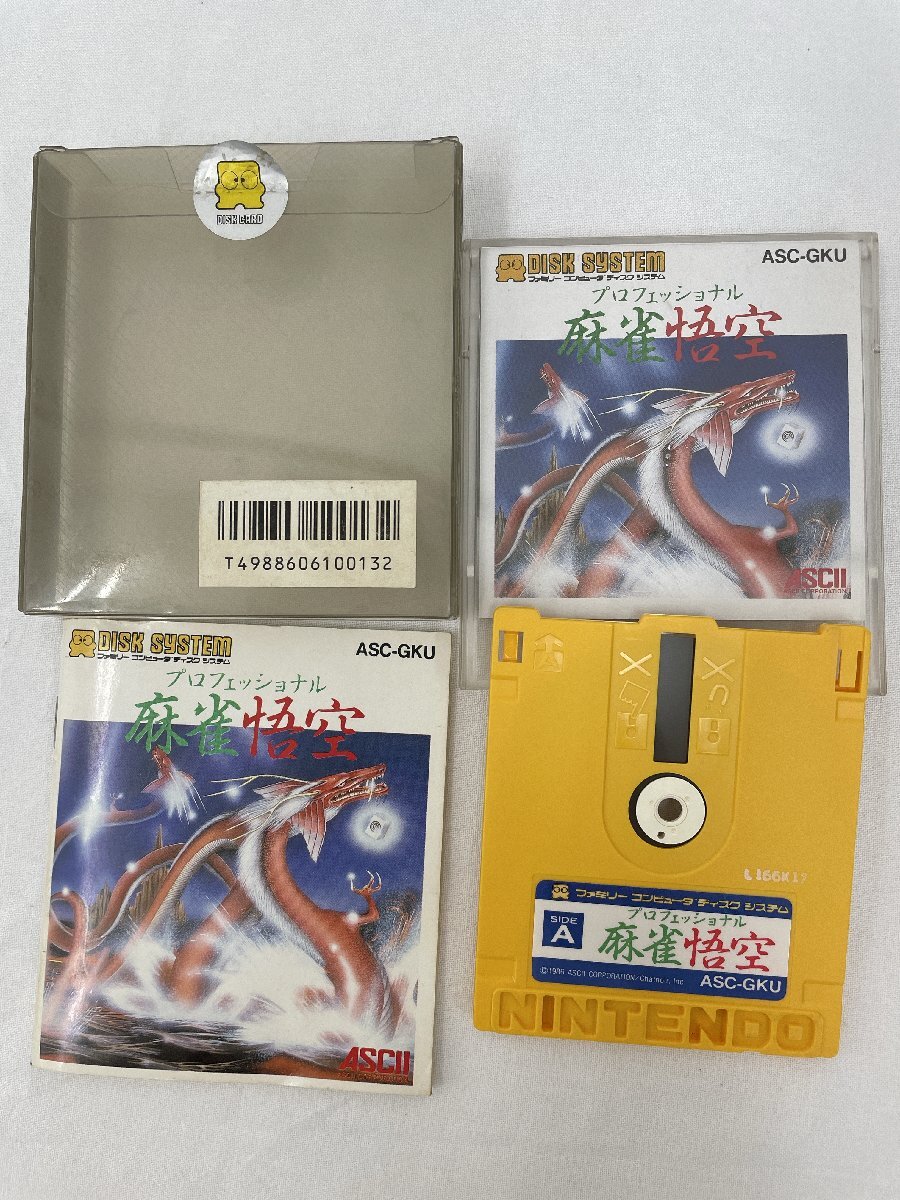 DISK CARD
T4988606100132
DISK SYSTEM
ファミリー コンピュータ ディスク システム
ASC-GKU
プロフェッショナル
麻雀悟空
ASCII
ASCII CORPORATION
DISK SYSTEM
ファミリー コンピュータ ディスク システム
ASC-GKU
プロフェッショナル
麻雀悟空
ASCII
ASCII CORPORATION
ファミリー コンピュータ ディスク システム
SIDE
A
プロフェッショナル
麻雀悟空
ASC-GKU
NINTENDO